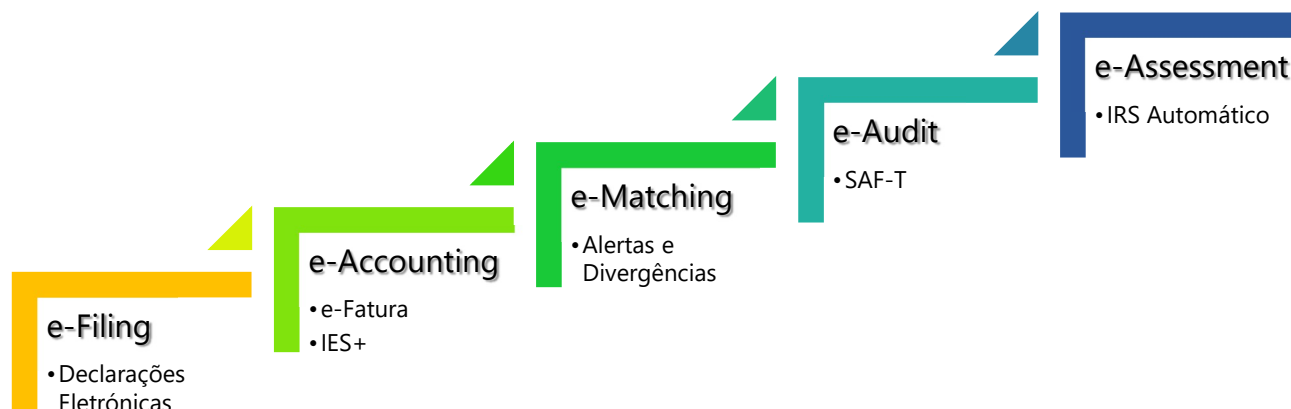 e-Filing
•Declarações
Eletrónicas
e-Accounting
•e-Fatura
•IES+
e-Matching
•Alertas e
Divergências
e-Audit
•SAF-T
e-Assessment
•IRS Automático